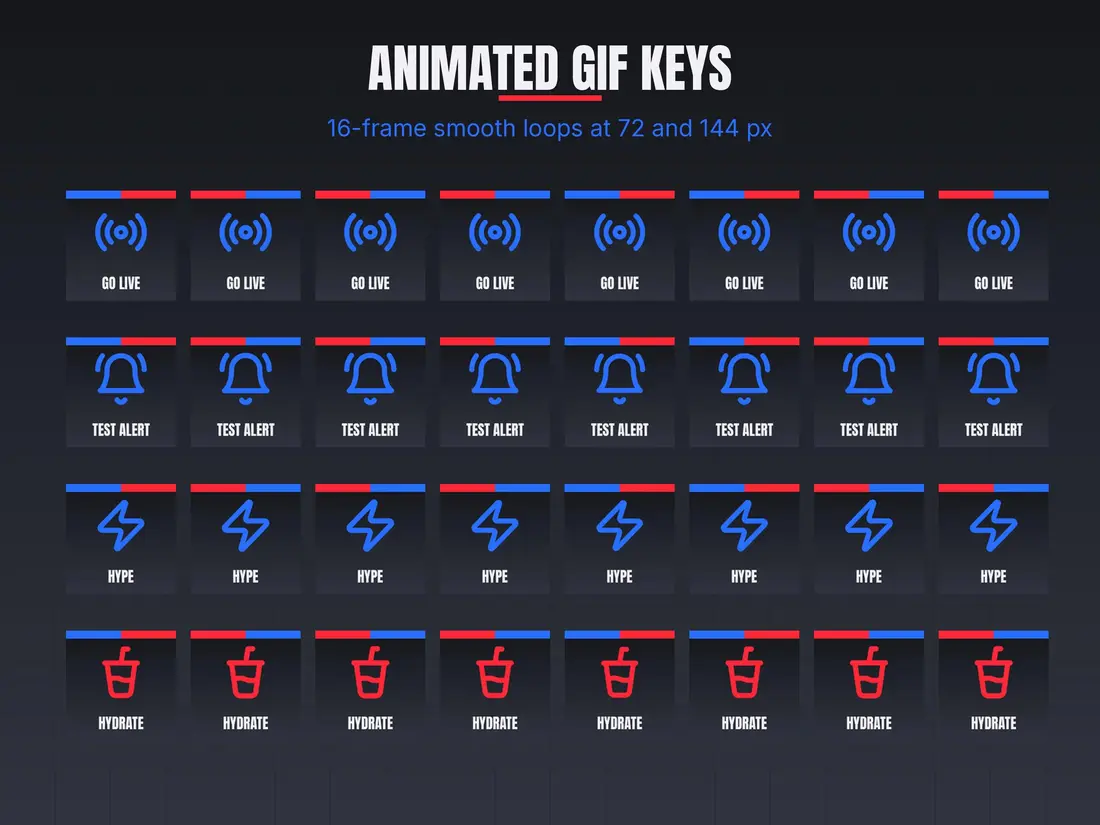 ANIMATED GIF KEYS
16-frame smooth loops at 72 and 144 px
GO LIVE GO LIVE GO LIVE GO LIVE GO LIVE GO LIVE GO LIVE GO LIVE
TEST ALERT TEST ALERT TEST ALERT TEST ALERT TEST ALERT TEST ALERT TEST ALERT TEST ALERT
HYPE HYPE HYPE HYPE HYPE HYPE HYPE HYPE
HYDRATE HYDRATE HYDRATE HYDRATE HYDRATE HYDRATE HYDRATE HYDRATE